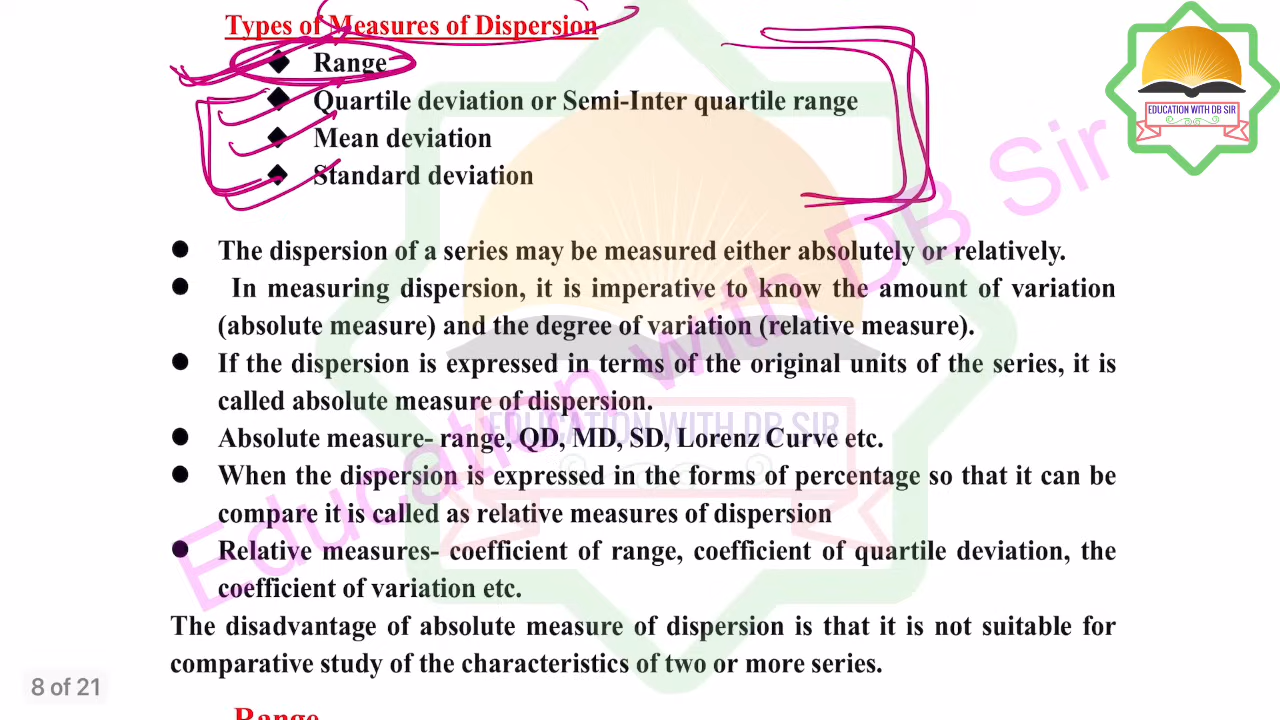 Types of Measures of Dispersion
◆ Range
◆ Quartile deviation or Semi-Inter quartile range
◆ Mean deviation
◆ Standard deviation
EDUCATION WITH DB SIR
● The dispersion of a series may be measured either absolutely or relatively.
● In measuring dispersion, it is imperative to know the amount of variation
(absolute measure) and the degree of variation (relative measure).
● If the dispersion is expressed in terms of the original units of the series, it is
called absolute measure of dispersion.
● Absolute measure- range, QD, MD, SD, Lorenz Curve etc.
● When the dispersion is expressed in the forms of percentage so that it can be
compare it is called as relative measures of dispersion
● Relative measures- coefficient of range, coefficient of quartile deviation, the
coefficient of variation etc.
The disadvantage of absolute measure of dispersion is that it is not suitable for
comparative study of the characteristics of two or more series.
Education with DB Sir
EDUCATION WITH DB SIR
8 of 21
Range